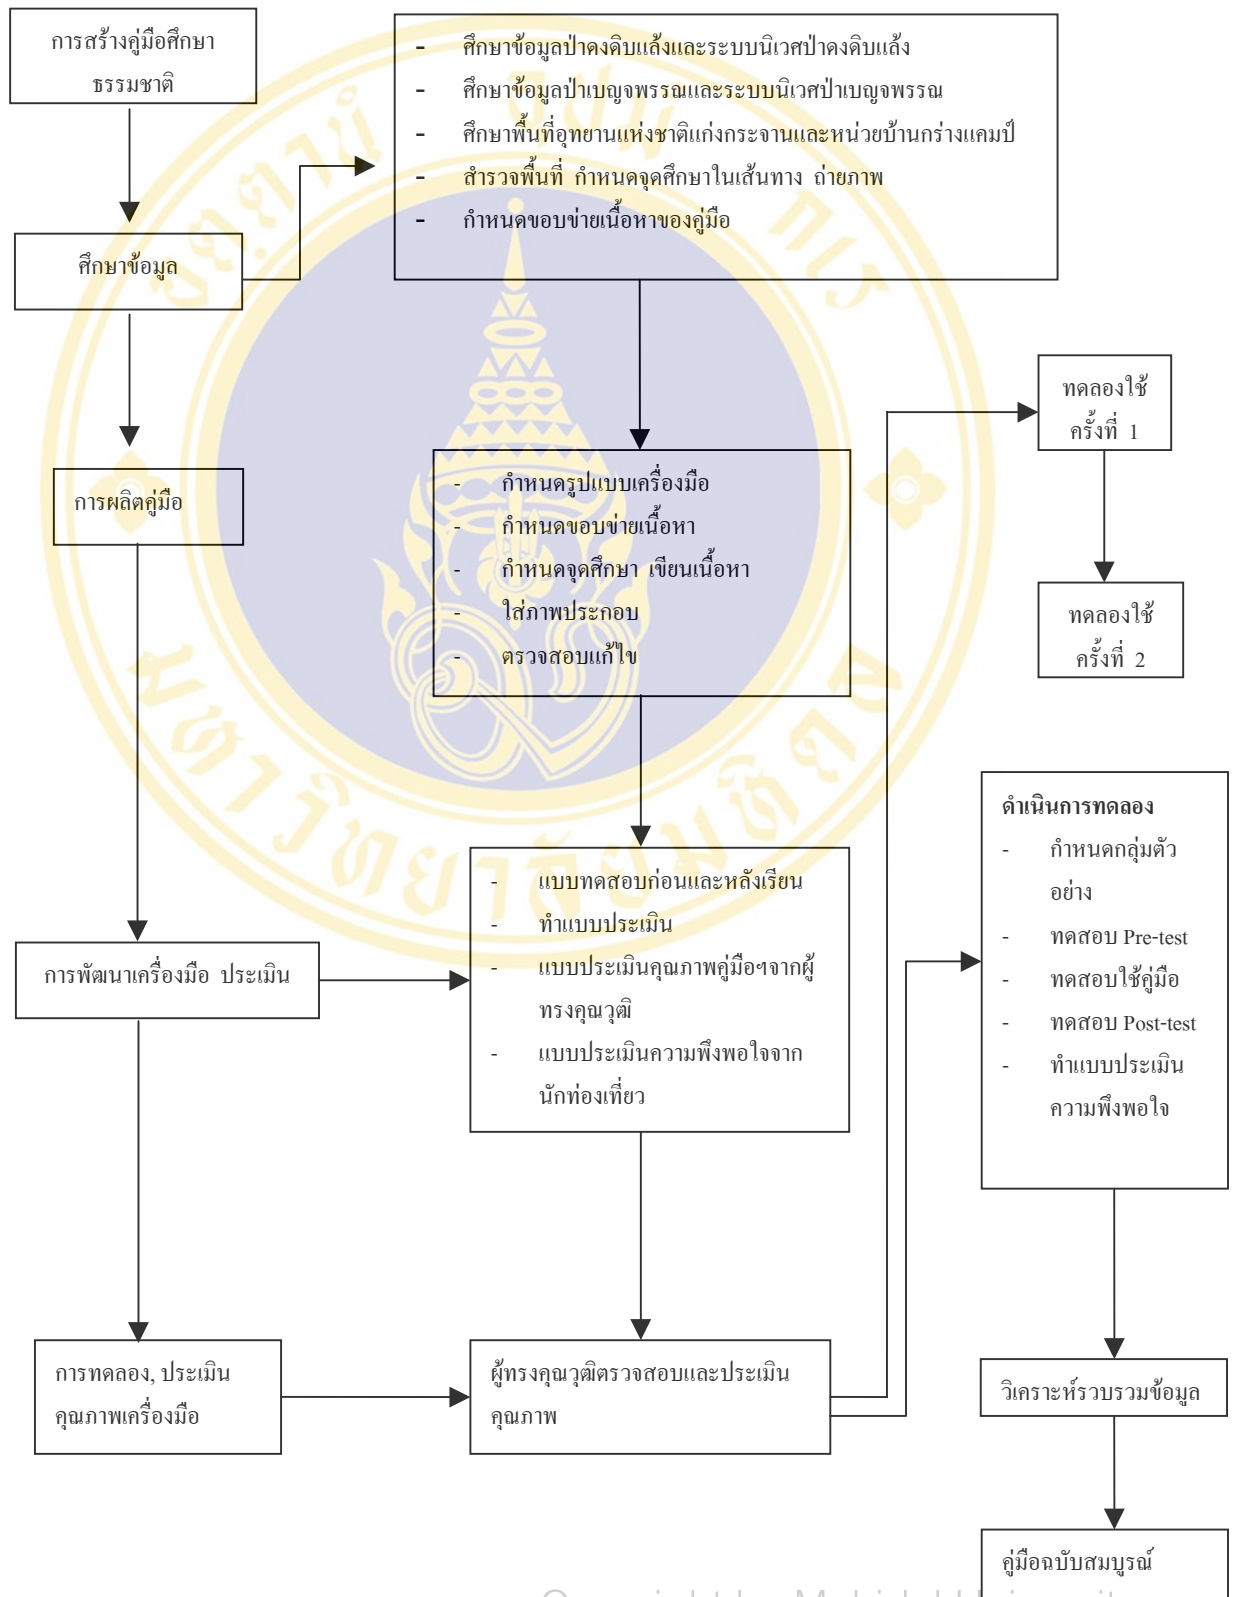 การสร้างคู่มือศึกษา
ธรรมชาติ
- ศึกษาข้อมูลป่าดงดิบแล้งและระบบนิเวศป่าดงดิบแล้ง
- ศึกษาข้อมูลป่าเบญจพรรณและระบบนิเวศป่าเบญจพรรณ
- ศึกษาพื้นที่อุทยานแห่งชาติแก่งกระจานและหน่วยบ้านกร่างแคมป์
- สำรวจพื้นที่ กำหนดจุดศึกษาในเส้นทาง ถ่ายภาพ
- กำหนดขอบข่ายเนื้อหาของคู่มือ
ศึกษาข้อมูล
ทดลองใช้
ครั้งที่ 1
การผลิตคู่มือ
- กำหนดรูปแบบเครื่องมือ
- กำหนดขอบข่ายเนื้อหา
- กำหนดจุดศึกษา เขียนเนื้อหา
- ใส่ภาพประกอบ
- ตรวจสอบแก้ไข
ทดลองใช้
ครั้งที่ 2
การพัฒนาเครื่องมือ ประเมิน
- แบบทดสอบก่อนและหลังเรียน
- ทำแบบประเมิน
- แบบประเมินคุณภาพคู่มือฯจากผู้
ทรงคุณวุฒิ
- แบบประเมินความพึงพอใจจาก
นักท่องเที่ยว
ดำเนินการทดลอง
- กำหนดกลุ่มตัว
อย่าง
- ทดสอบ Pre-test
- ทดสอบใช้คู่มือ
- ทดสอบ Post-test
- ทำแบบประเมิน
ความพึงพอใจ
การทดลอง, ประเมิน
คุณภาพเครื่องมือ
ผู้ทรงคุณวุฒิตรวจสอบและประเมิน
คุณภาพ
วิเคราะห์รวบรวมข้อมูล
คู่มือฉบับสมบูรณ์
มหาวิทยาลัยมหิดล